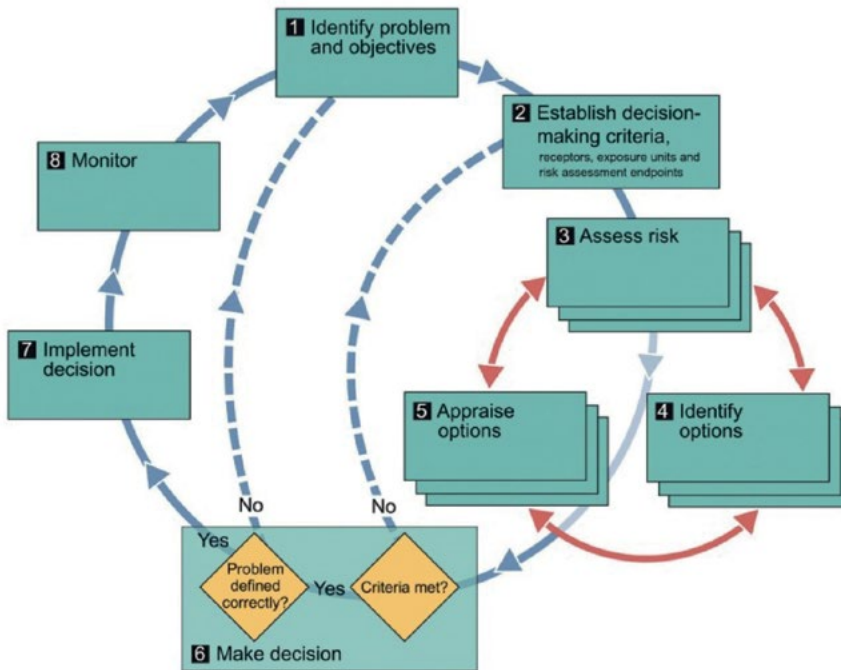 1 Identify problem
and objectives
2 Establish decision-
making criteria,
receptors, exposure units and
risk assessment endpoints
8 Monitor
3 Assess risk
7 Implement
decision
5 Appraise
options
4 Identify
options
No
No
Yes
Problem
defined
correctly?
Yes
Criteria met?
6 Make decision